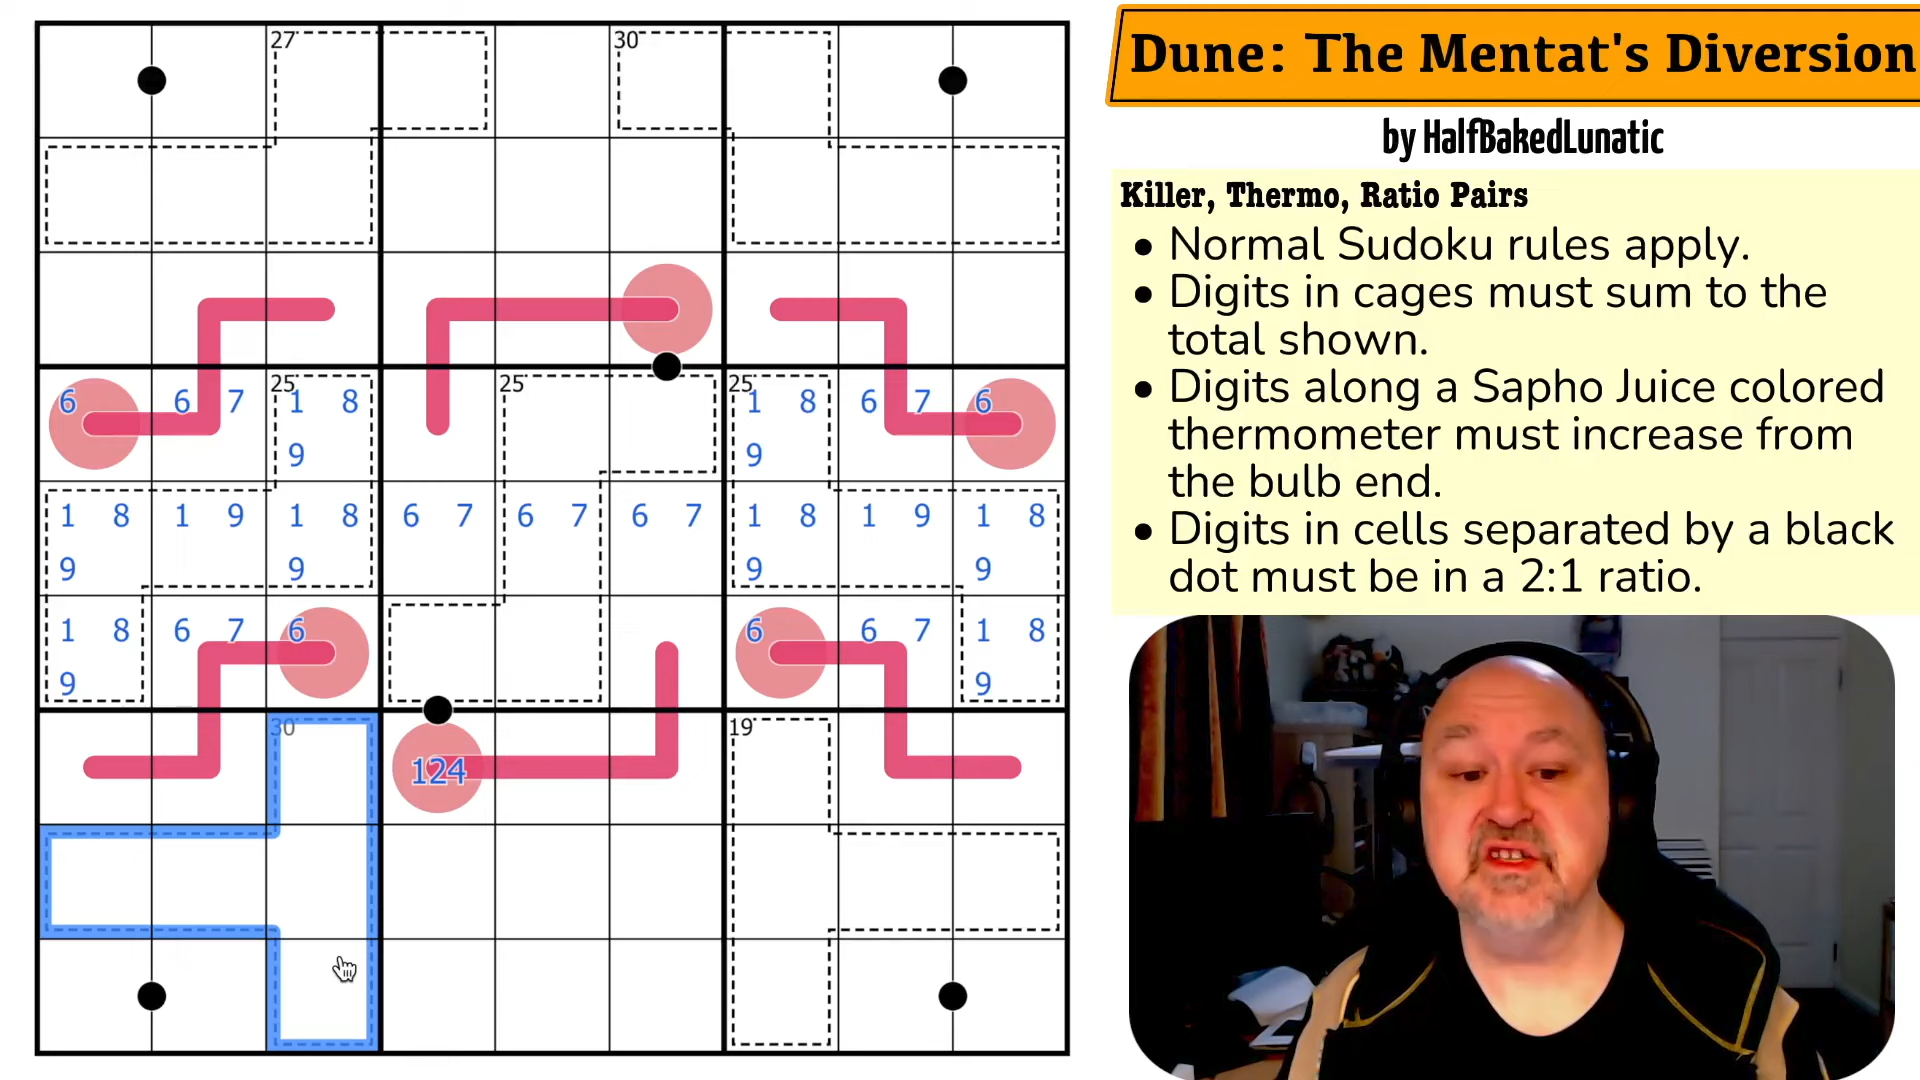 Dune: The Mentat's Diversion
by HalfBakedLunatic
Killer, Thermo, Ratio Pairs
• Normal Sudoku rules apply.
• Digits in cages must sum to the
total shown.
• Digits along a Sapho Juice colored
thermometer must increase from
the bulb end.
• Digits in cells separated by a black
dot must be in a 2:1 ratio.
27 30
25 25 25
6 6 7 1 8 1 8 6 7 6
9 9
1 8 1 9 1 8 6 7 6 7 6 7 1 8 1 9 1 8
9 9 9 9
1 8 6 7 6 6 6 7 1 8
9 9
30 19
124